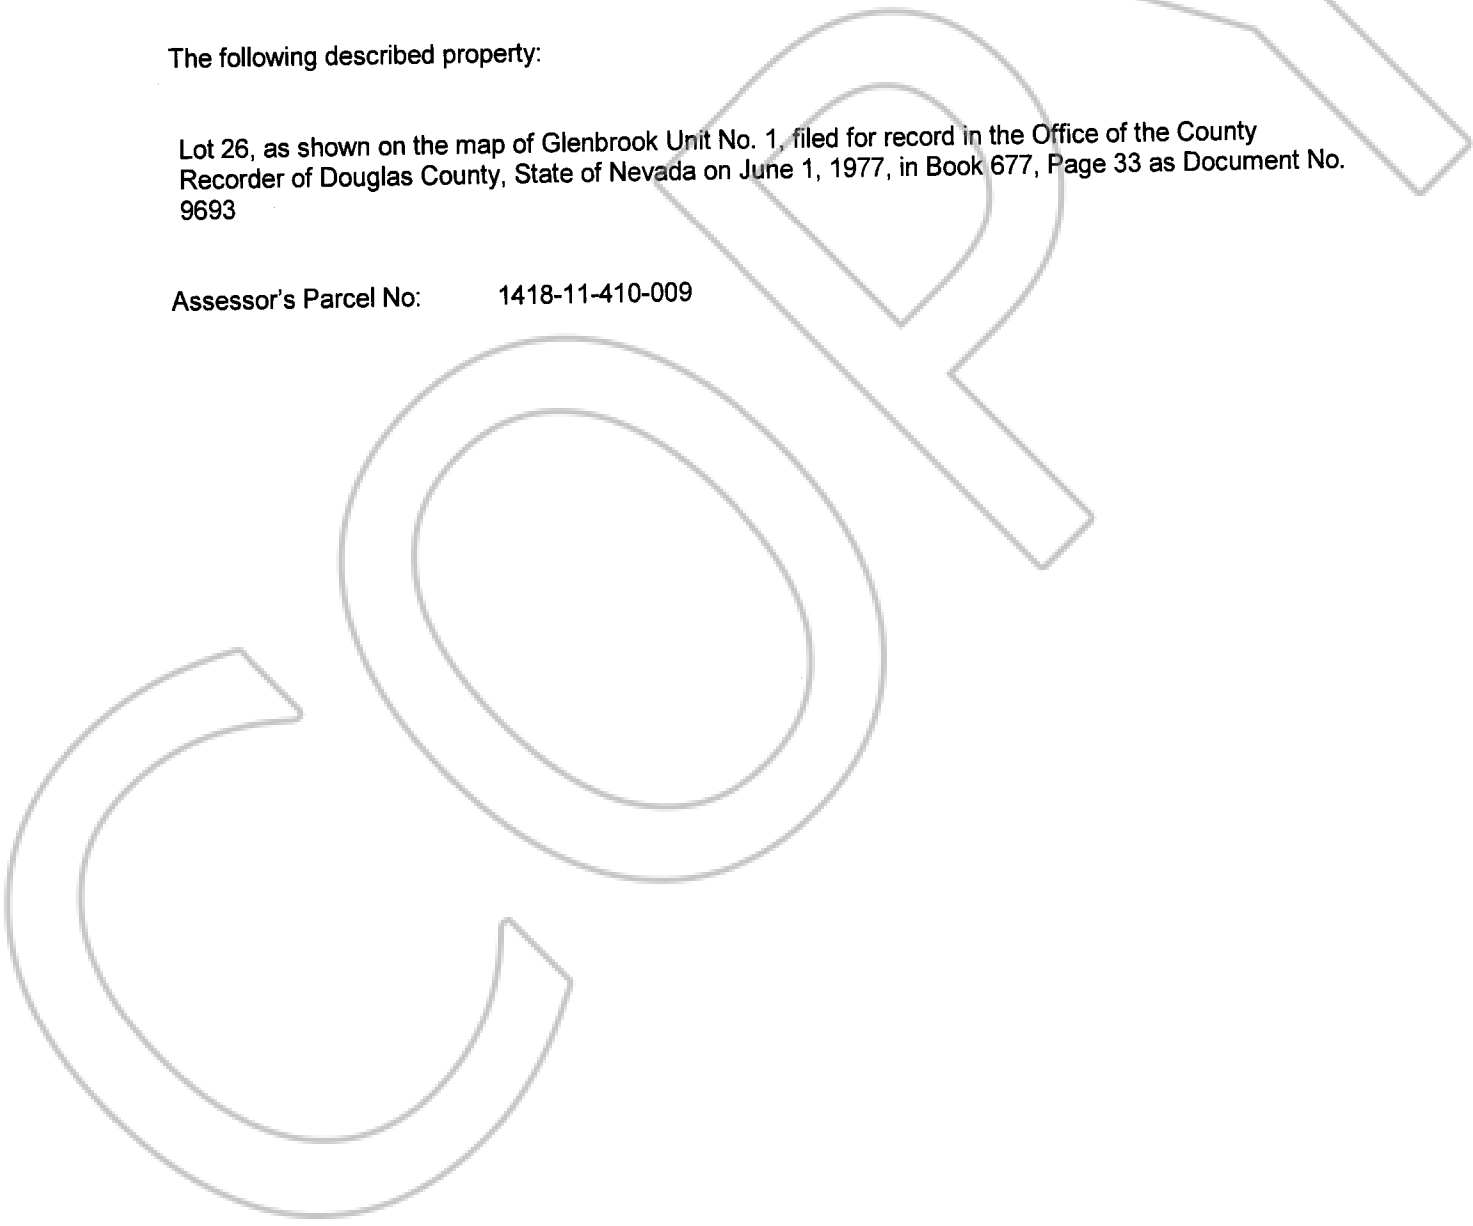 The following described property:
Lot 26, as shown on the map of Glenbrook Unit No. 1, filed for record in the Office of the County
Recorder of Douglas County, State of Nevada on June 1, 1977, in Book 677, Page 33 as Document No.
9693
Assessor's Parcel No: 1418-11-410-009
COPY